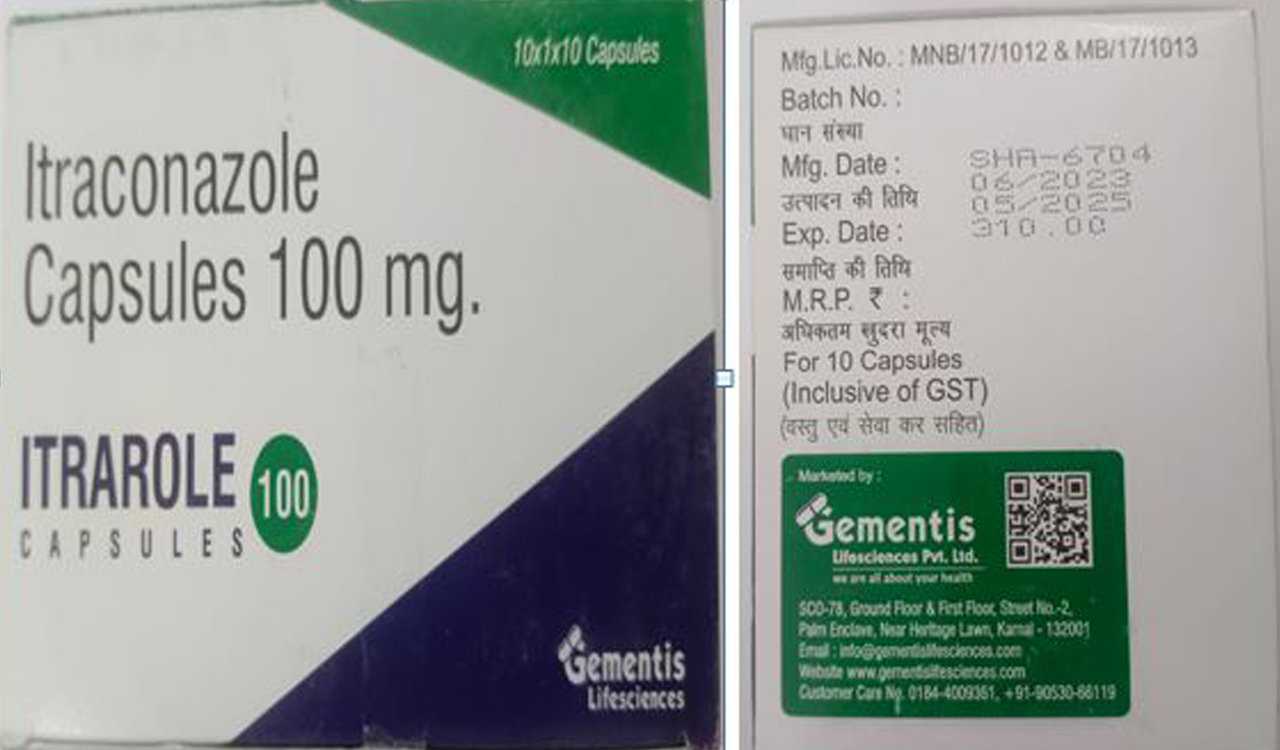 10x1x10 Capsules
Itraconazole
Capsules 100 mg.
ITRAROLE 100
CAPSULES
Gementis
Lifesciences
Mfg.Lic.No. : MNB/17/1012 & MB/17/1013
Batch No. :
घान संख्या
Mfg. Date :
उत्पादन की तिथि
Exp. Date :
समाप्ति की तिथि
M.R.P. ₹ :
अधिकतम खुदरा मूल्य
For 10 Capsules
(Inclusive of GST)
(वस्तु एवं सेवा कर सहित)
SHA-6704
06/2023
05/2025
310.00
Marketed by :
Gementis
Lifesciences Pvt. Ltd.
we are all about your health
SCO-78, Ground Floor & First Floor, Street No.-2,
Palm Enclave, Near Heritage Lawn, Karnal - 132001
Email : info@gementislifesciences.com
Website www.gementislifesciences.com
Customer Care No. 0184-4009361, +91-90530-66119